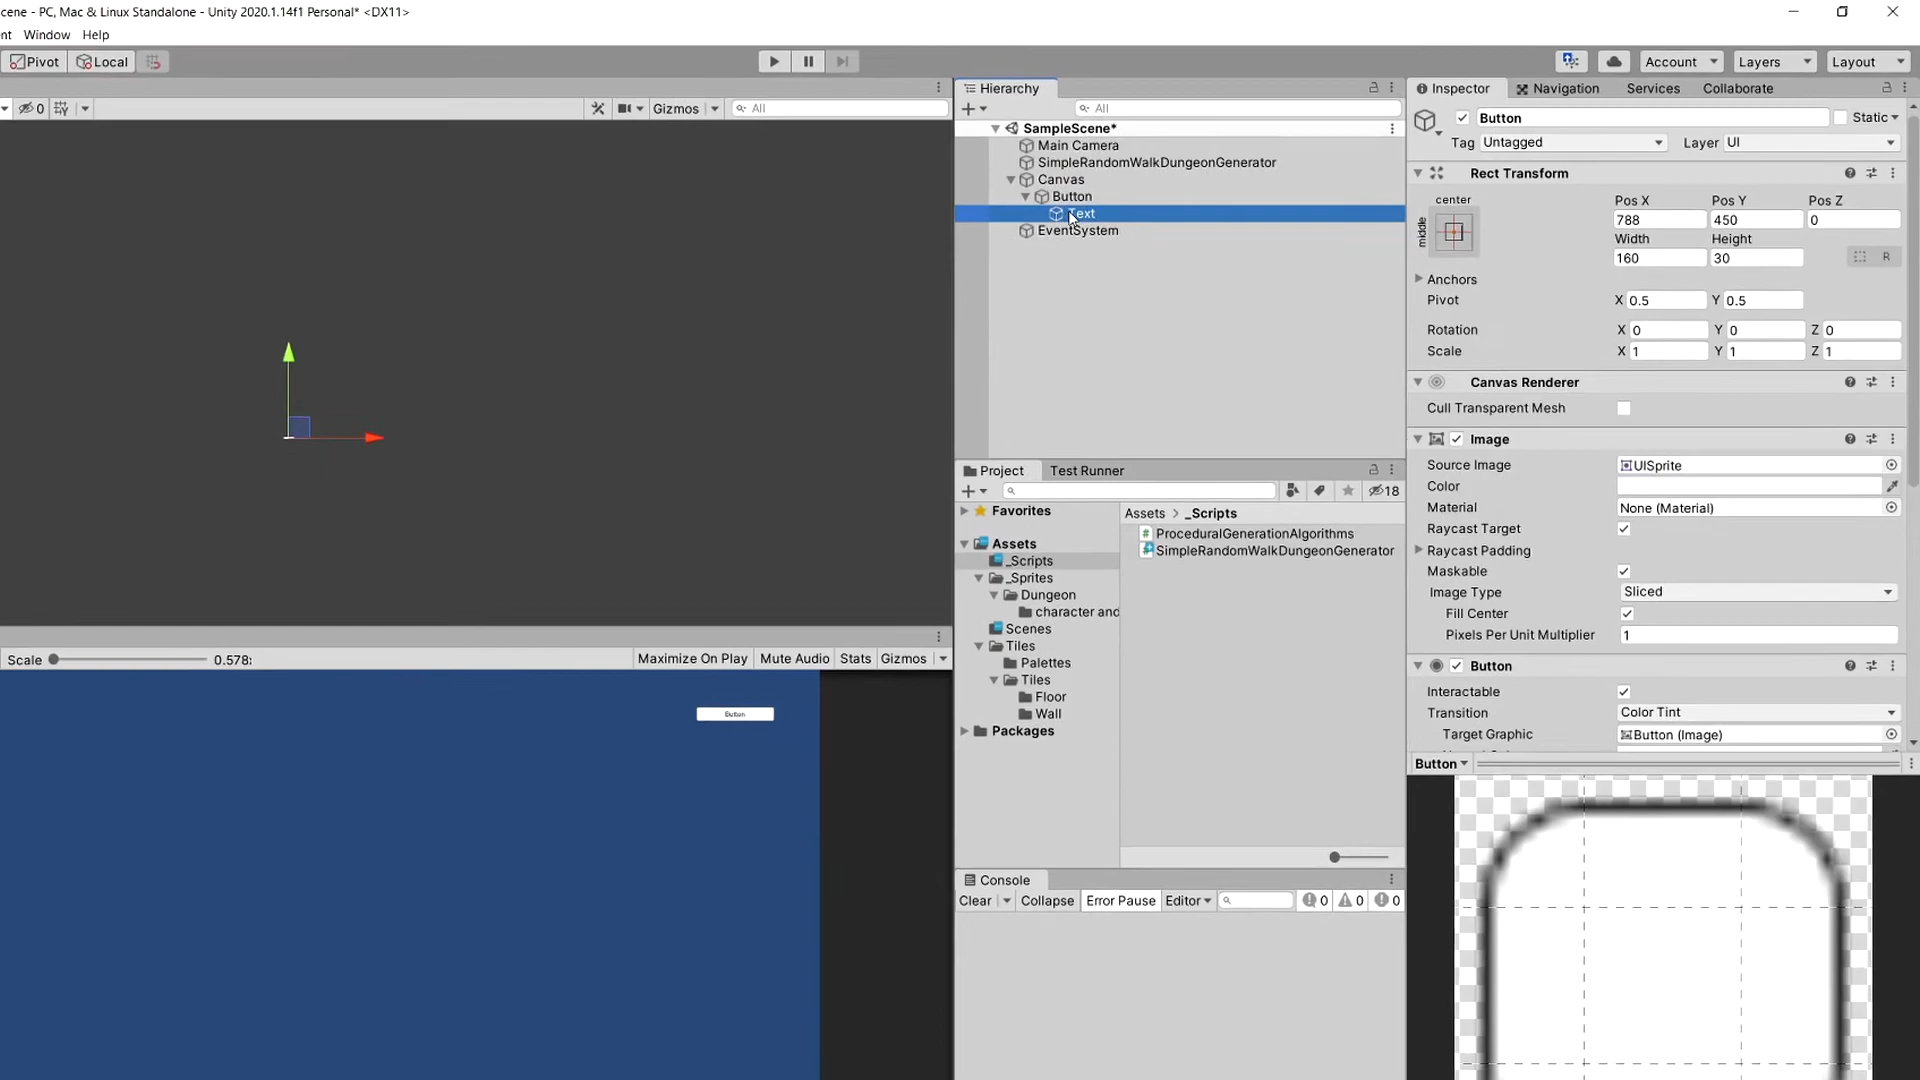 cene - PC, Mac & Linux Standalone - Unity 2020.1.14f1 Personal* <DX11>
nt Window Help
Pivot Local
Account Layers Layout
0 Gizmos All
Hierarchy
All
SampleScene*
Main Camera
SimpleRandomWalkDungeonGenerator
Canvas
Button
Text
EventSystem
Inspector Navigation Services Collaborate
Button Static
Tag Untagged Layer UI
Rect Transform
center
middle
Pos X Pos Y Pos Z
788 450 0
Width Height
160 30
R
Anchors
Pivot X 0.5 Y 0.5
Rotation X 0 Y 0 Z 0
Scale X 1 Y 1 Z 1
Canvas Renderer
Cull Transparent Mesh
Image
Source Image UISprite
Color
Material None (Material)
Raycast Target
Raycast Padding
Maskable
Image Type Sliced
Fill Center
Pixels Per Unit Multiplier 1
Button
Interactable
Transition Color Tint
Target Graphic Button (Image)
Button
Project Test Runner
18
Favorites
Assets
_Scripts
_Sprites
Dungeon
character and
Scenes
Tiles
Palettes
Tiles
Floor
Wall
Packages
Assets > _Scripts
ProceduralGenerationAlgorithms
SimpleRandomWalkDungeonGenerator
Scale 0.578: Maximize On Play Mute Audio Stats Gizmos
Button
Console
Clear Collapse Error Pause Editor 0 0 0